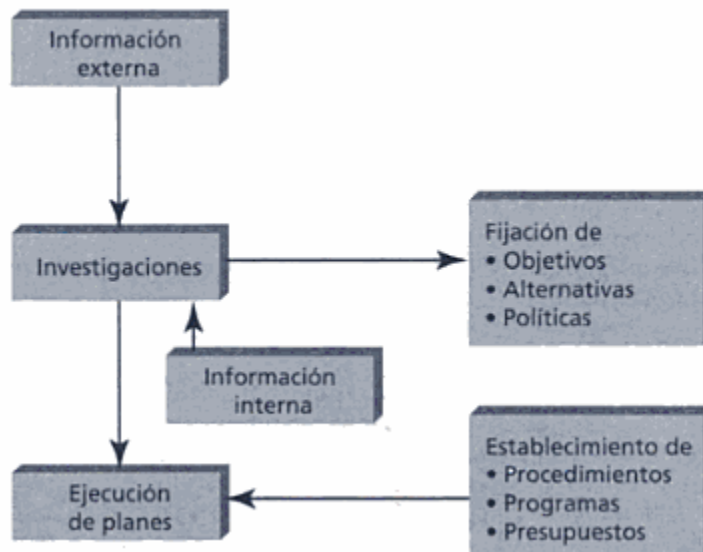 Información
externa
Investigaciones
Fijación de
• Objetivos
• Alternativas
• Políticas
Información
interna
Ejecución
de planes
Establecimiento de
• Procedimientos
• Programas
• Presupuestos